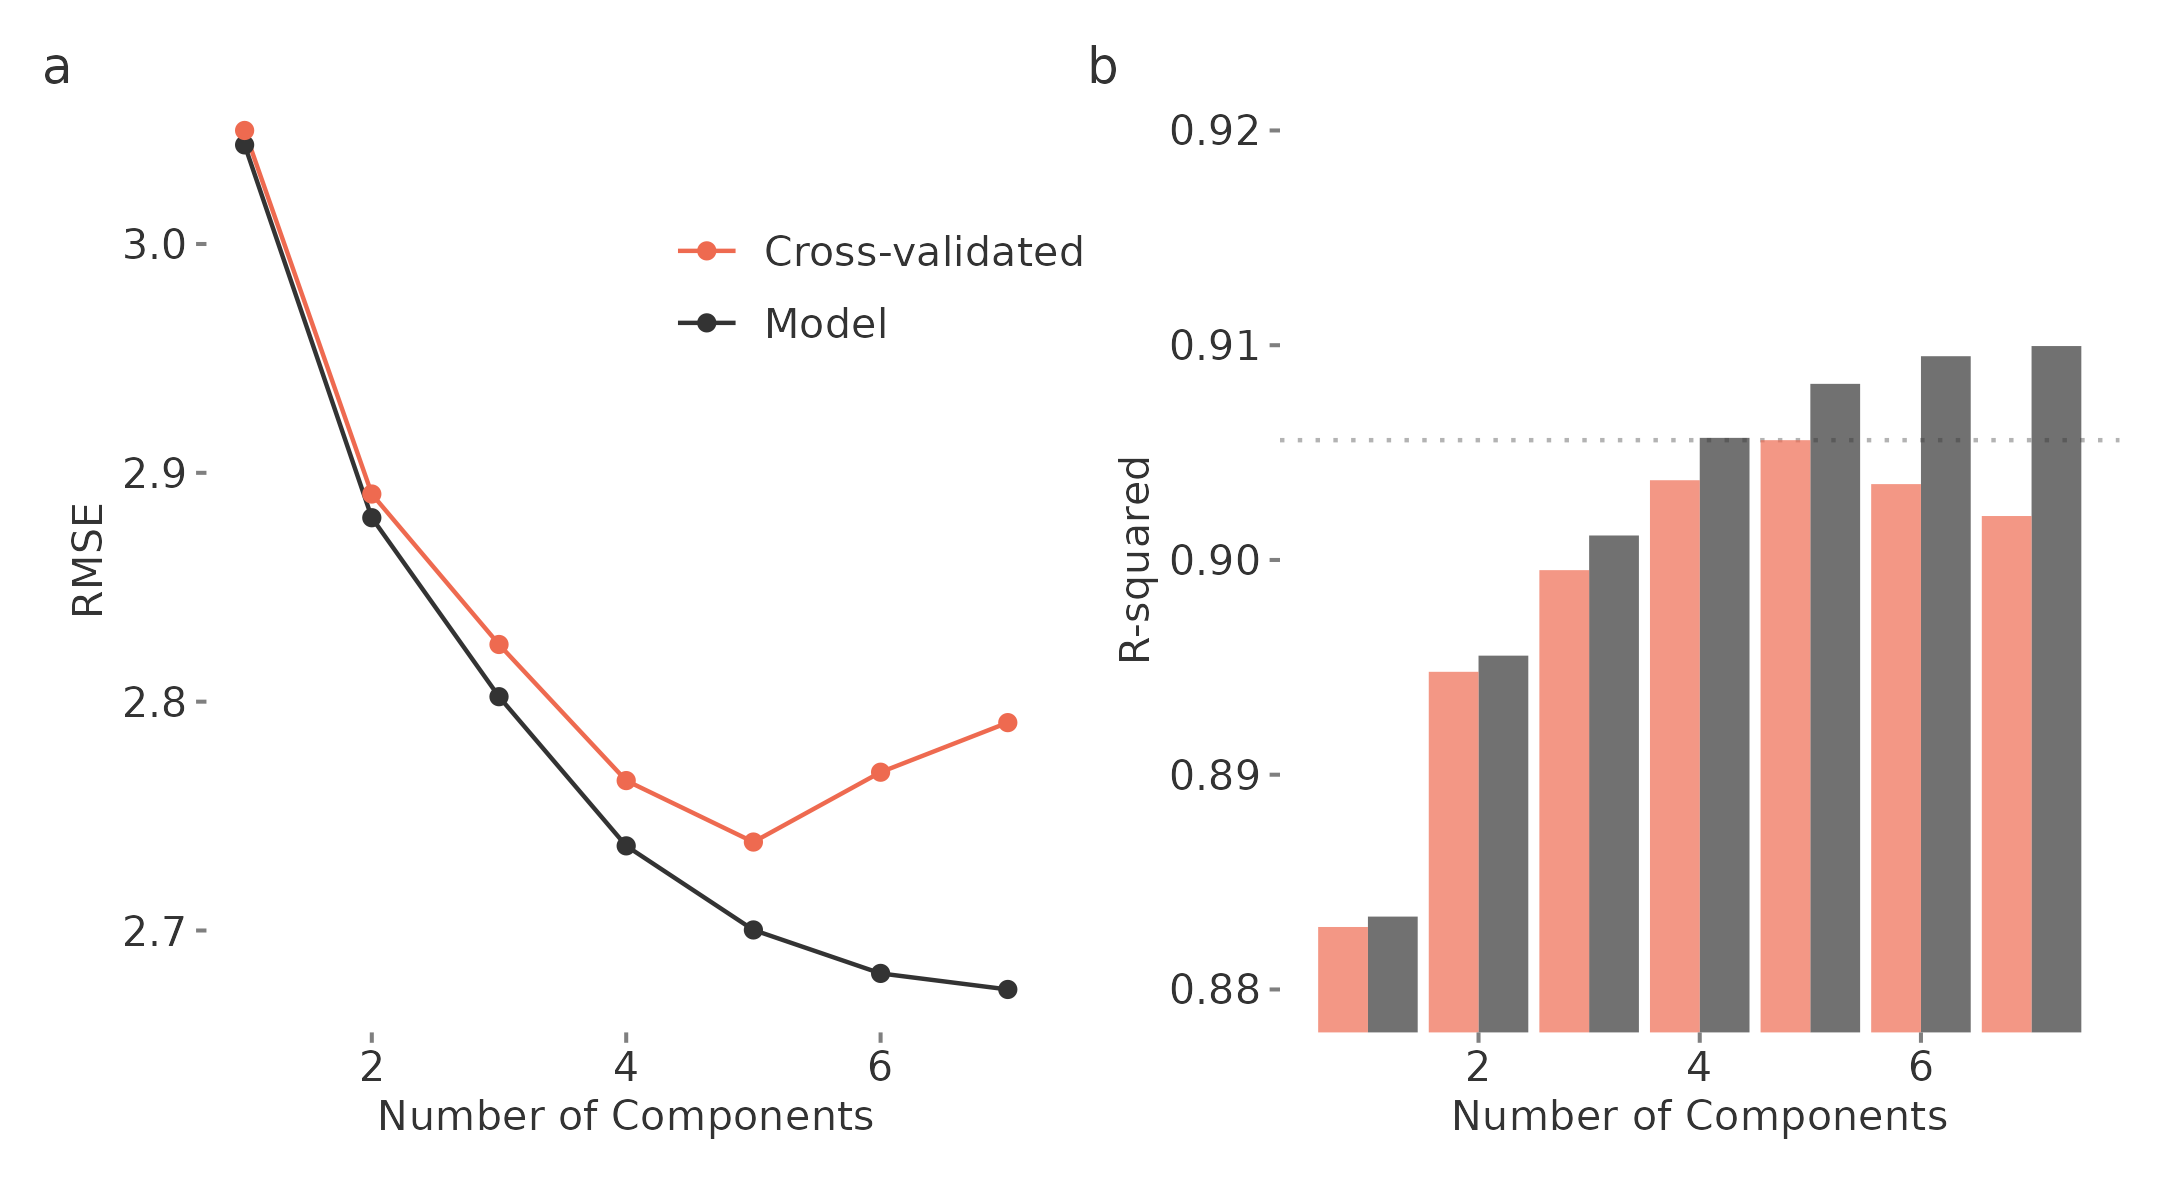 a
3.0
2.9
2.8
2.7
RMSE
Cross-validated
Model
2 4 6
Number of Components
b
0.92
0.91
0.90
0.89
0.88
R-squared
2 4 6
Number of Components